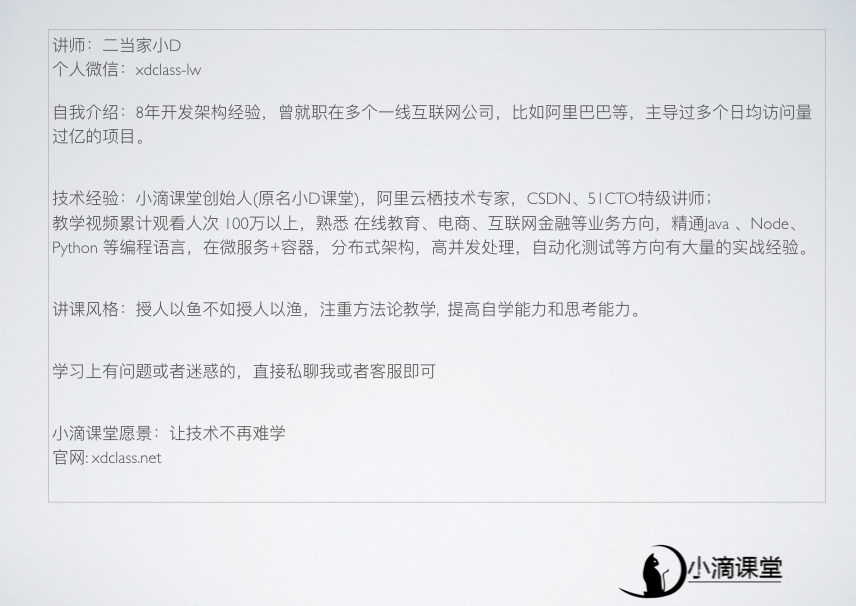 讲师：二当家小D
个人微信：xdclass-lw
自我介绍：8年开发架构经验，曾就职在多个一线互联网公司，比如阿里巴巴等，主导过多个日均访问量
过亿的项目。
技术经验：小滴课堂创始人(原名小D课堂)，阿里云栖技术专家，CSDN、51CTO特级讲师；
教学视频累计观看人次 100万以上，熟悉 在线教育、电商、互联网金融等业务方向，精通Java 、Node、
Python 等编程语言，在微服务+容器，分布式架构，高并发处理，自动化测试等方向有大量的实战经验。
讲课风格：授人以鱼不如授人以渔，注重方法论教学, 提高自学能力和思考能力。
学习上有问题或者迷惑的，直接私聊我或者客服即可
小滴课堂愿景：让技术不再难学
官网: xdclass.net
小滴课堂